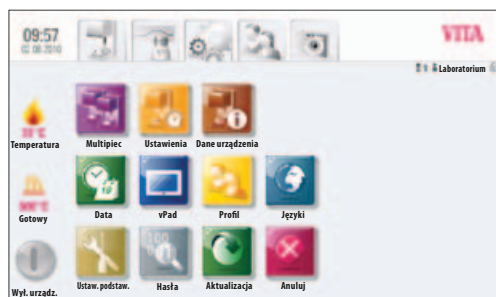 09:57
02.08.2010
VITA
1 Laboratorium
Temperatura
Multipiec
Ustawienia
Dane urządzenia
Gotowy
Data
vPad
Profil
Języki
Wył. urządz.
Ustaw. podstaw.
Hasła
Aktualizacja
Anuluj